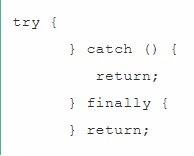 try {
} catch () {
return;
} finally {
} return;